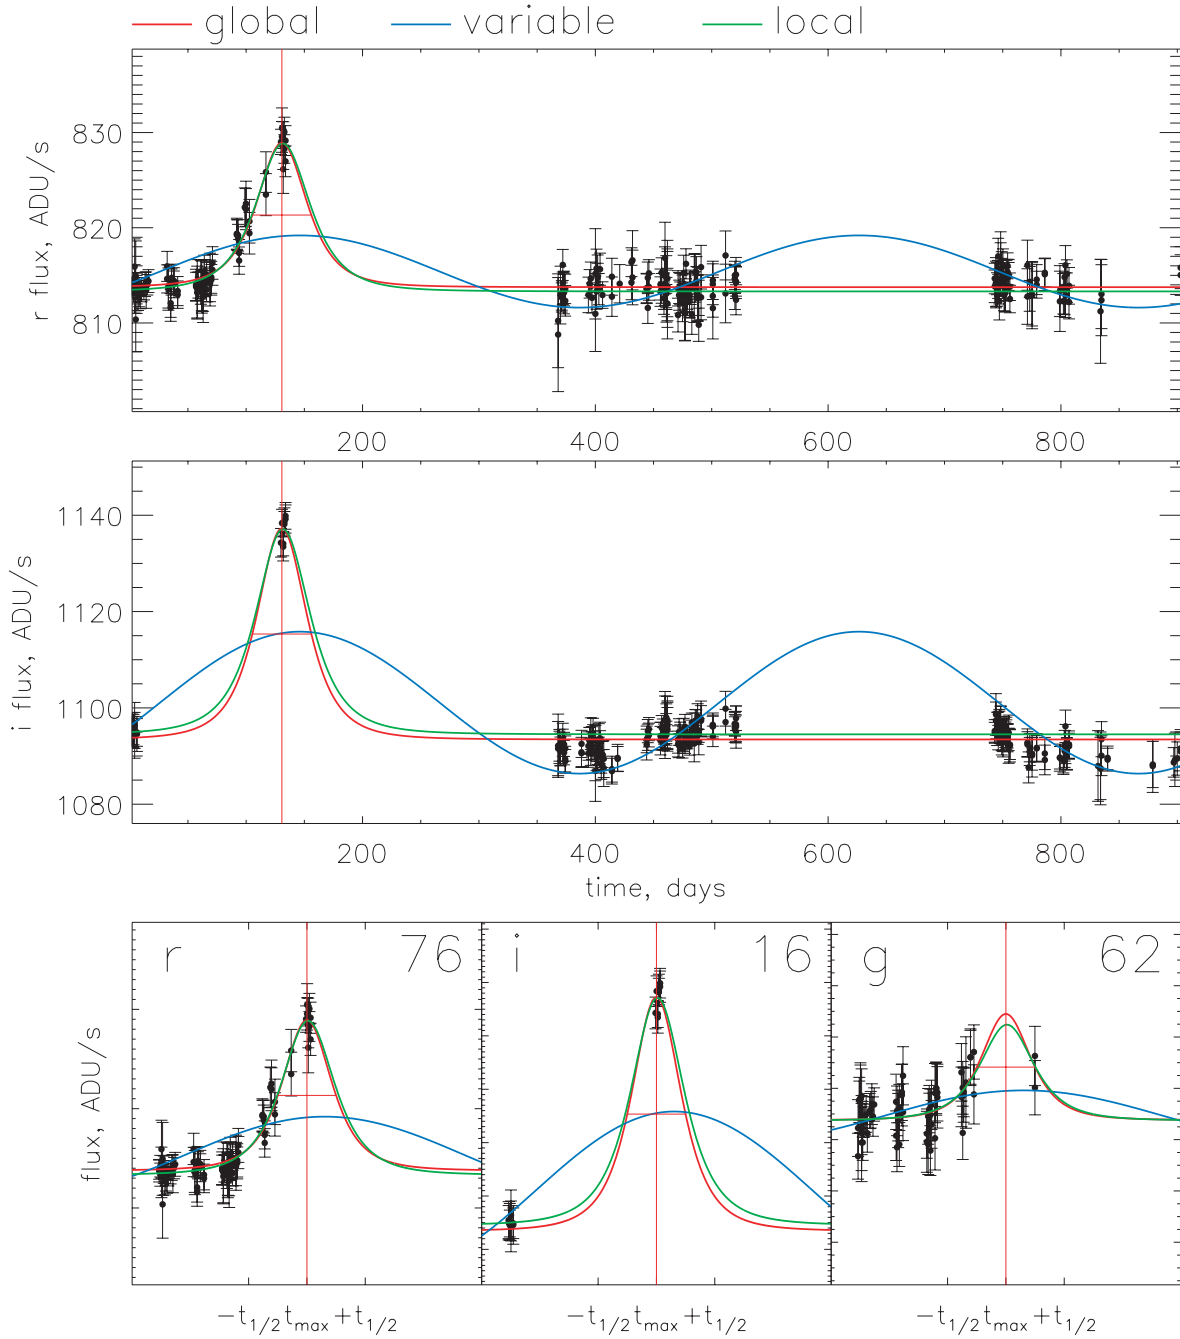 global variable local
830
820
810
r flux, ADU/s
200 400 600 800
1140
1120
1100
1080
i flux, ADU/s
200 400 600 800
time, days
r 76 i 16 g 62
flux, ADU/s
−t1/2 tmax +t1/2 −t1/2 tmax +t1/2 −t1/2 tmax +t1/2